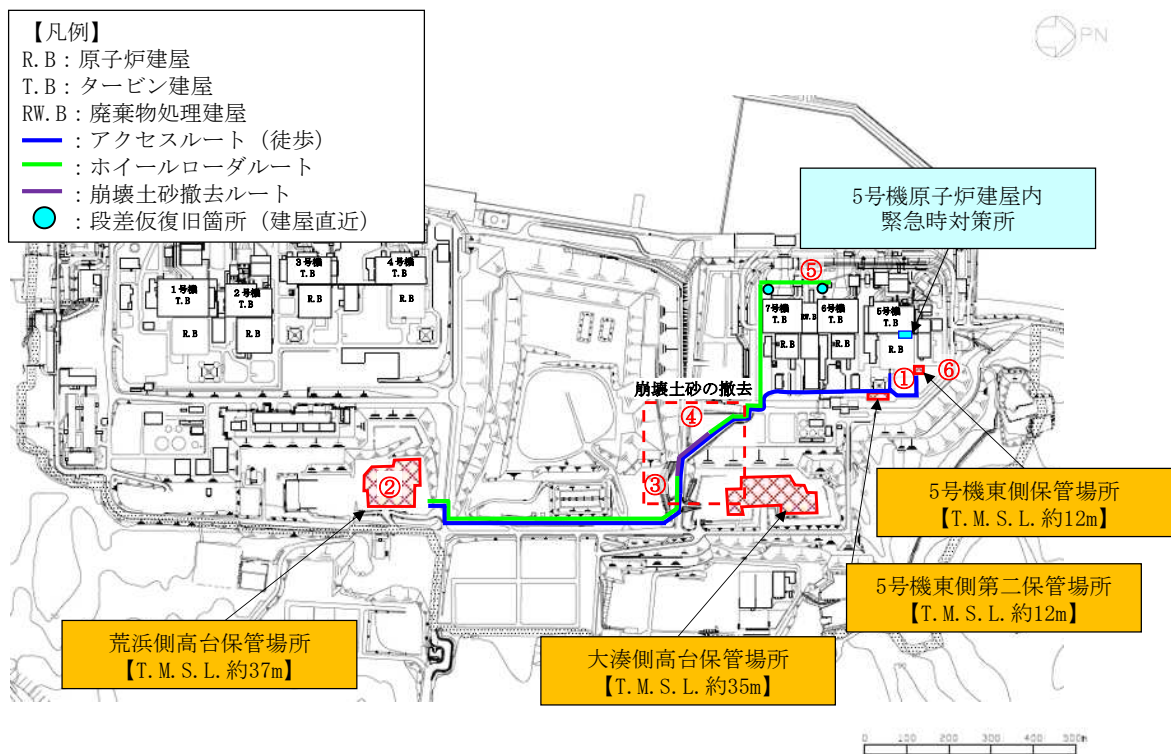 【凡例】
R.B：原子炉建屋
T.B：タービン建屋
RW.B：廃棄物処理建屋
：アクセスルート（徒歩）
：ホイールローダルート
：崩壊土砂撤去ルート
：段差仮復旧箇所（建屋直近）
PN
5号機原子炉建屋内
緊急時対策所
1号機
T.B
R.B
2号機
T.B
R.B
3号機
T.B
R.B
4号機
T.B
R.B
⑤
7号機
T.B
RW.B
6号機
T.B
5号機
T.B
R.B
R.B
R.B
①
⑥
崩壊土砂の撤去
④
③
②
5号機東側保管場所
【T.M.S.L.約12m】
5号機東側第二保管場所
【T.M.S.L.約12m】
荒浜側高台保管場所
【T.M.S.L.約37m】
大湊側高台保管場所
【T.M.S.L.約35m】
0 100 200 300 400 500m